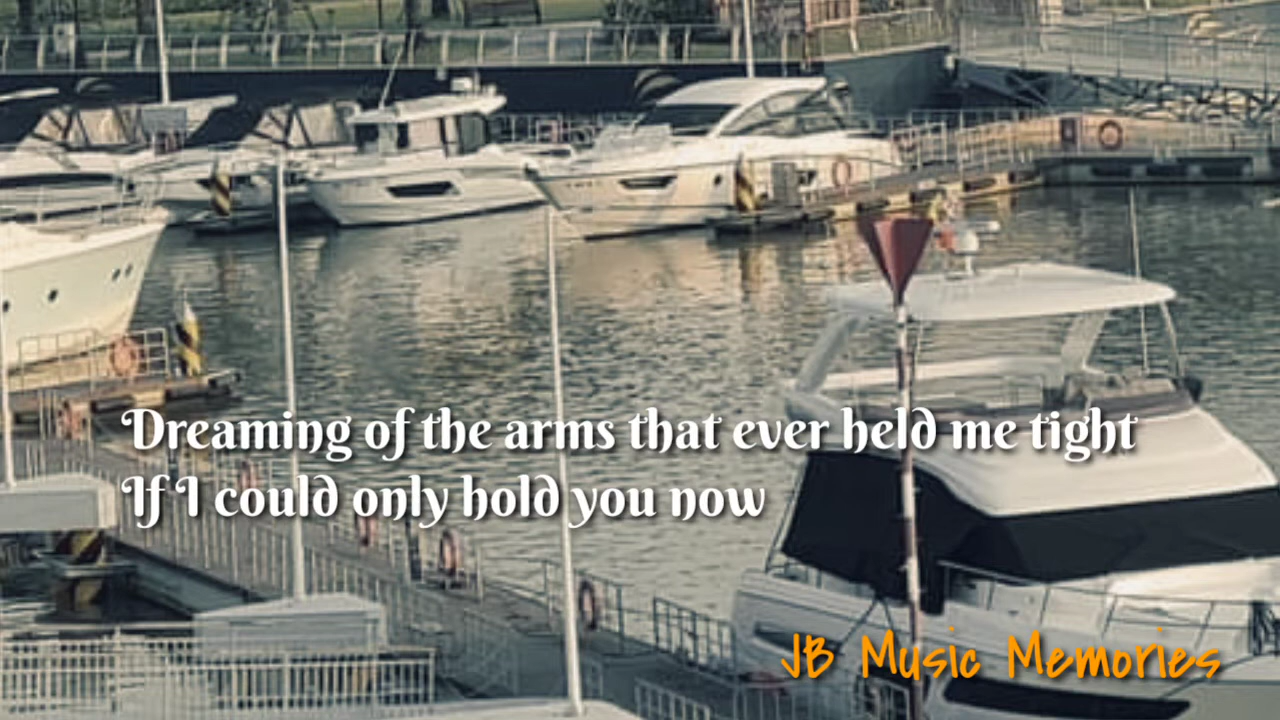 Dreaming of the arms that ever held me tight
If I could only hold you now
JB Music Memories